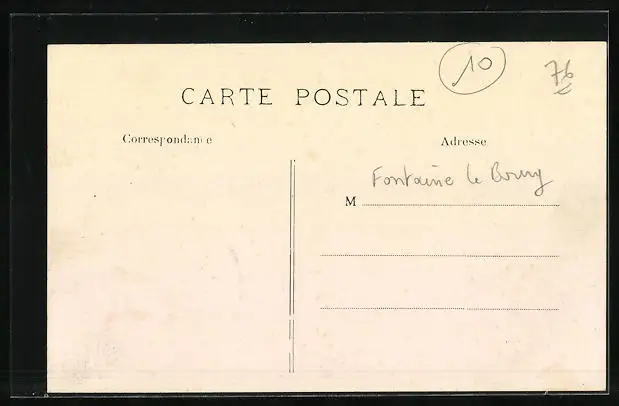 10
76
CARTE POSTALE
Correspondance
Adresse
Fontaine le Bourg
M